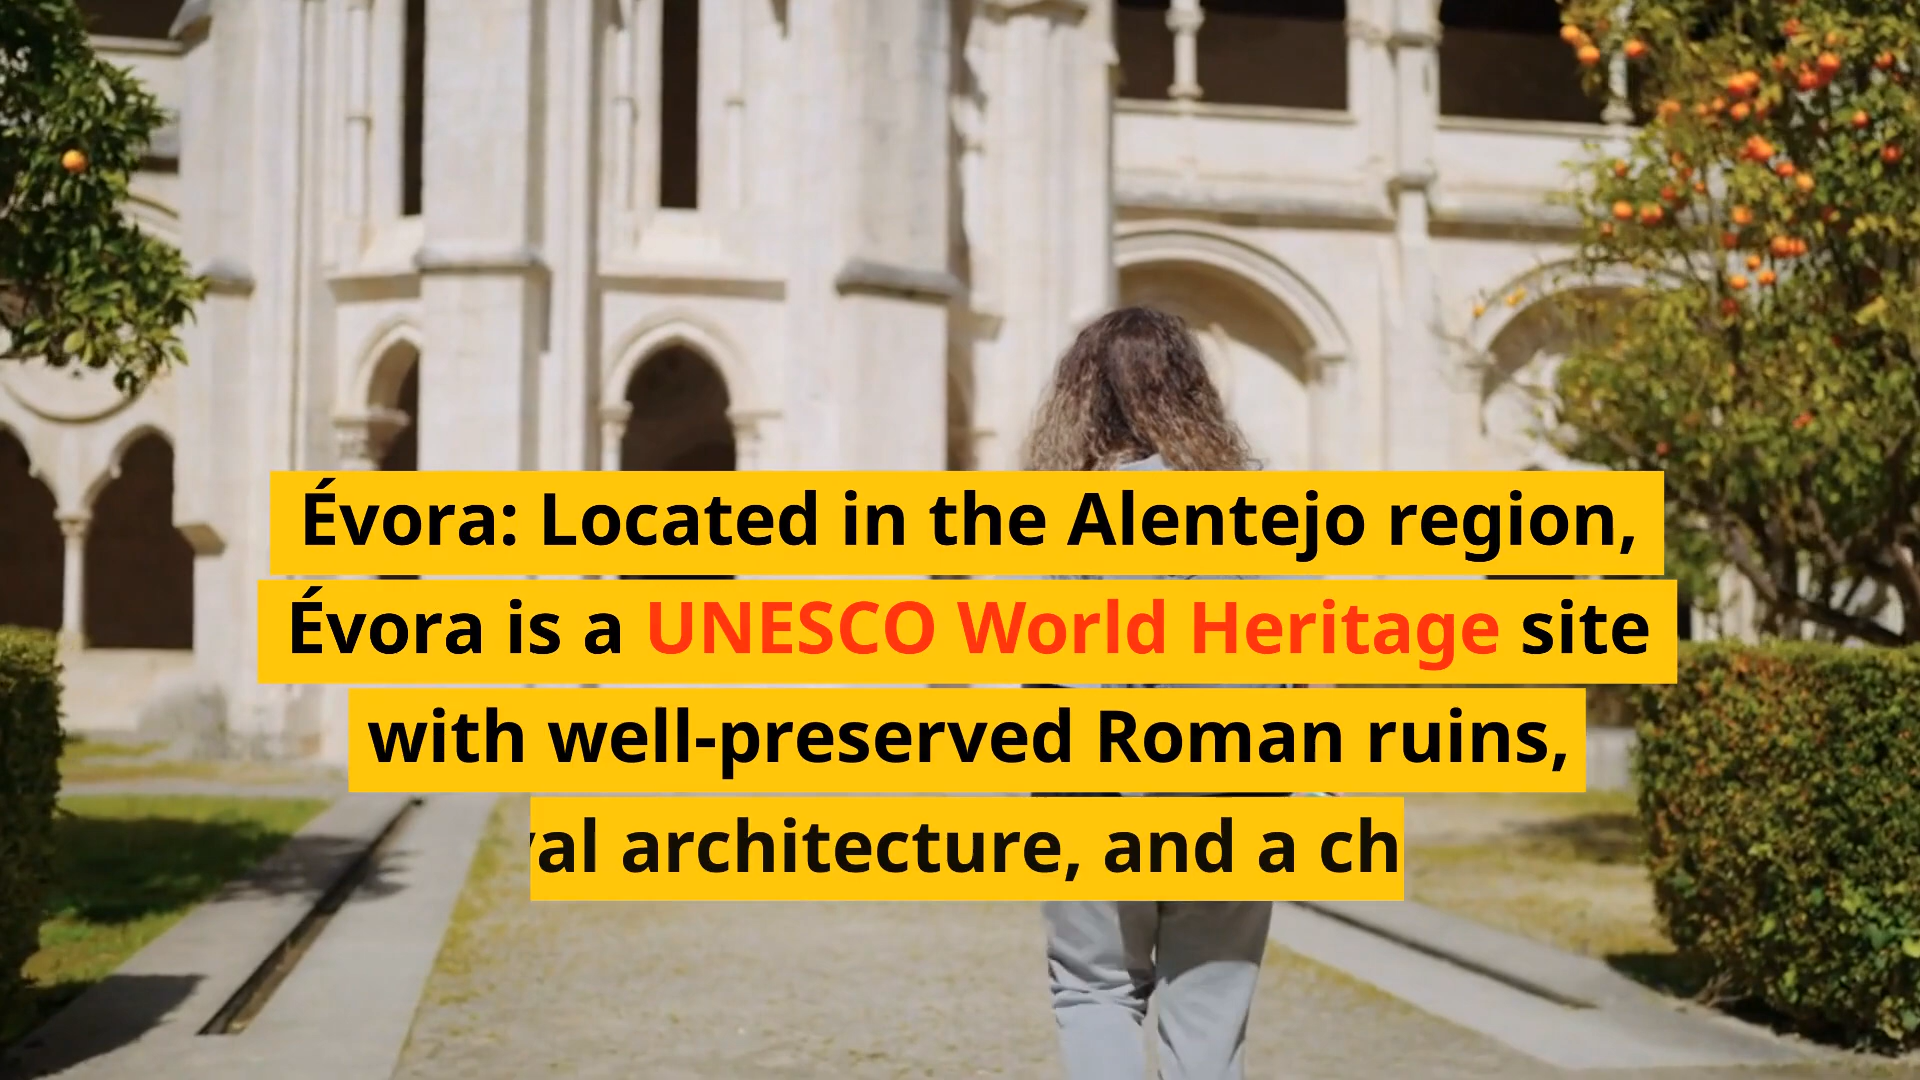 Évora: Located in the Alentejo region,
Évora is a UNESCO World Heritage site
with well-preserved Roman ruins,
architecture, and a